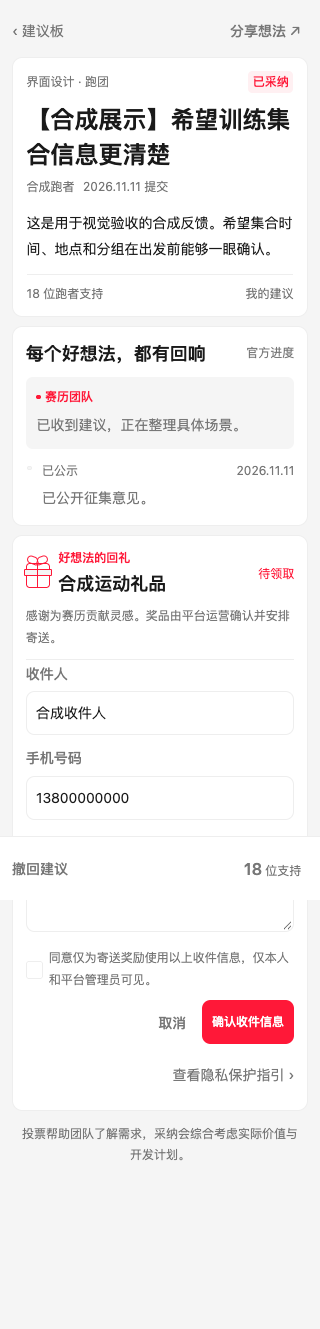 ‹ 建议板
分享想法 ↗
界面设计 · 跑团
已采纳
【合成展示】希望训练集
合信息更清楚
合成跑者 2026.11.11 提交
这是用于视觉验收的合成反馈。希望集合时
间、地点和分组在出发前能够一眼确认。
18 位跑者支持
我的建议
每个好想法，都有回响
官方进度
赛历团队
已收到建议，正在整理具体场景。
已公示
2026.11.11
已公开征集意见。
好想法的回礼
合成运动礼品
待领取
感谢为赛历贡献灵感。奖品由平台运营确认并安排
寄送。
收件人
合成收件人
手机号码
13800000000
撤回建议
18 位支持
同意仅为寄送奖励使用以上收件信息，仅本人
和平台管理员可见。
取消
确认收件信息
查看隐私保护指引 ›
投票帮助团队了解需求，采纳会综合考虑实际价值与
开发计划。